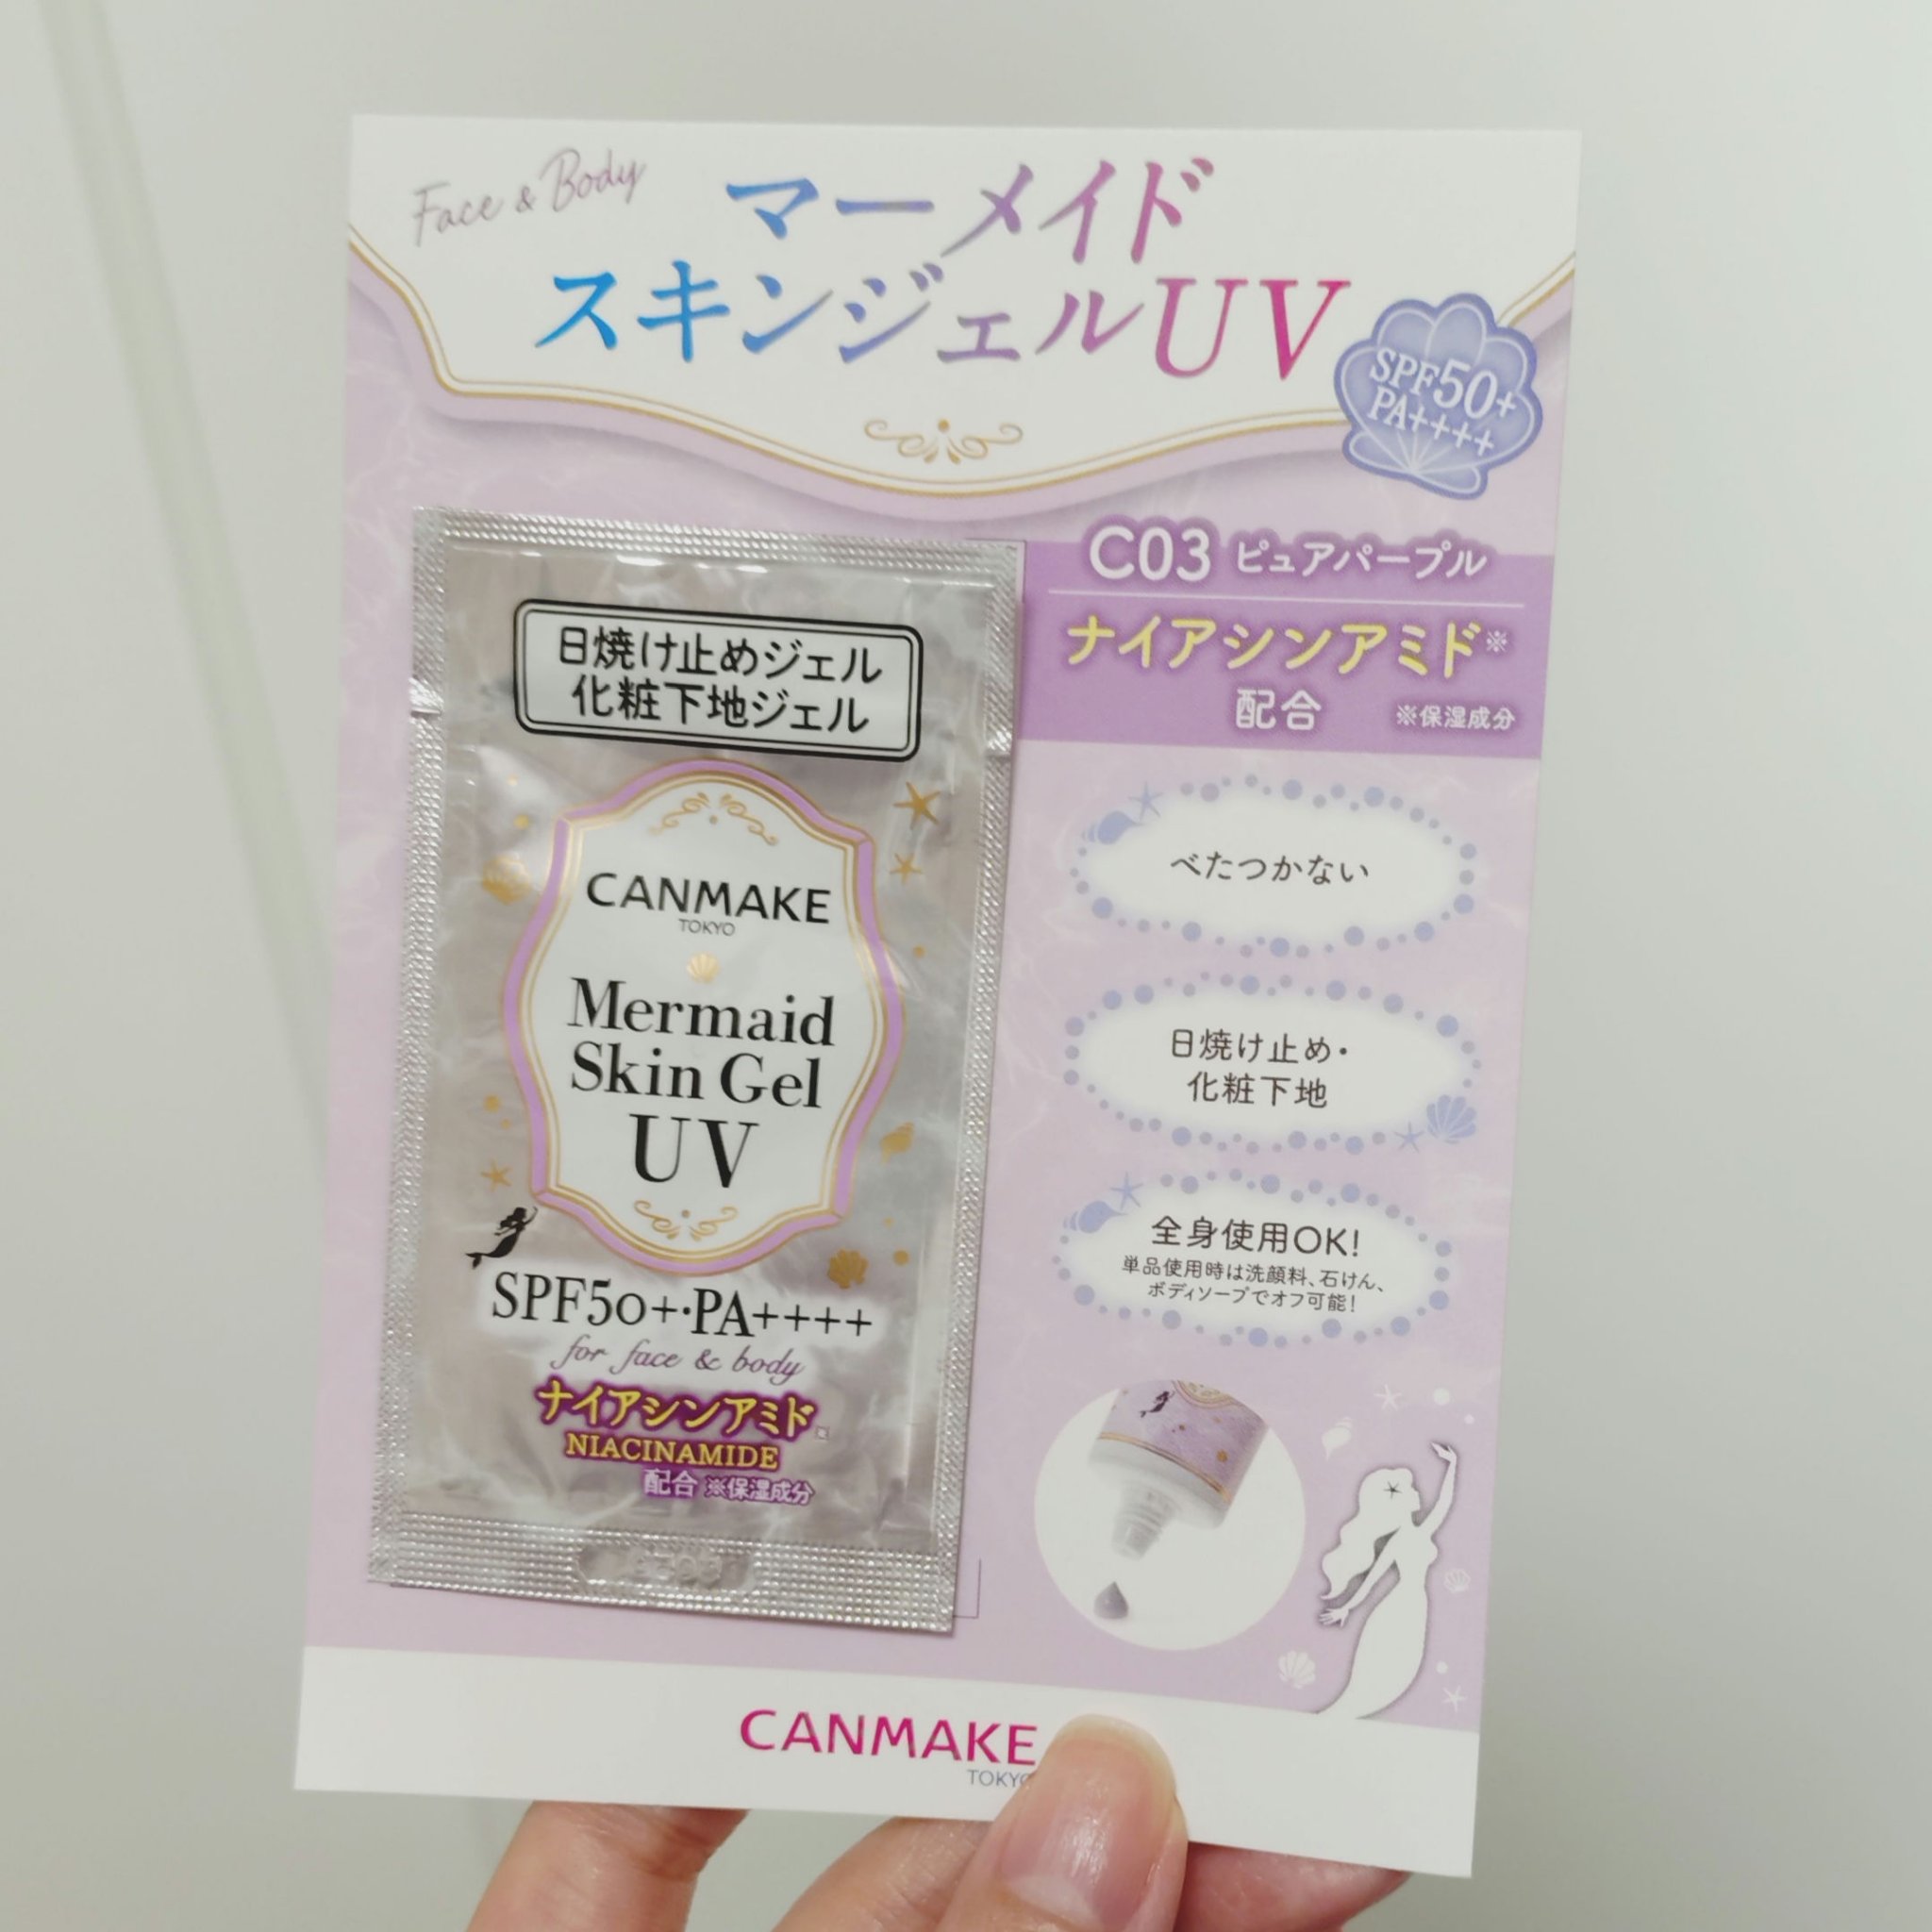 Face & Body
マーメイド
スキンジェルUV
SPF50+
PA++++
C03 ピュアパープル
ナイアシンアミド※
配合 ※保湿成分
日焼け止めジェル
化粧下地ジェル
CANMAKE
TOKYO
Mermaid
Skin Gel
UV
SPF50+・PA++++
for face & body
ナイアシンアミド※
NIACINAMIDE
配合 ※保湿成分
べたつかない
日焼け止め・
化粧下地
全身使用OK!
単品使用時は洗顔料、石けん、
ボディソープでオフ可能!
CANMAKE
TOKYO